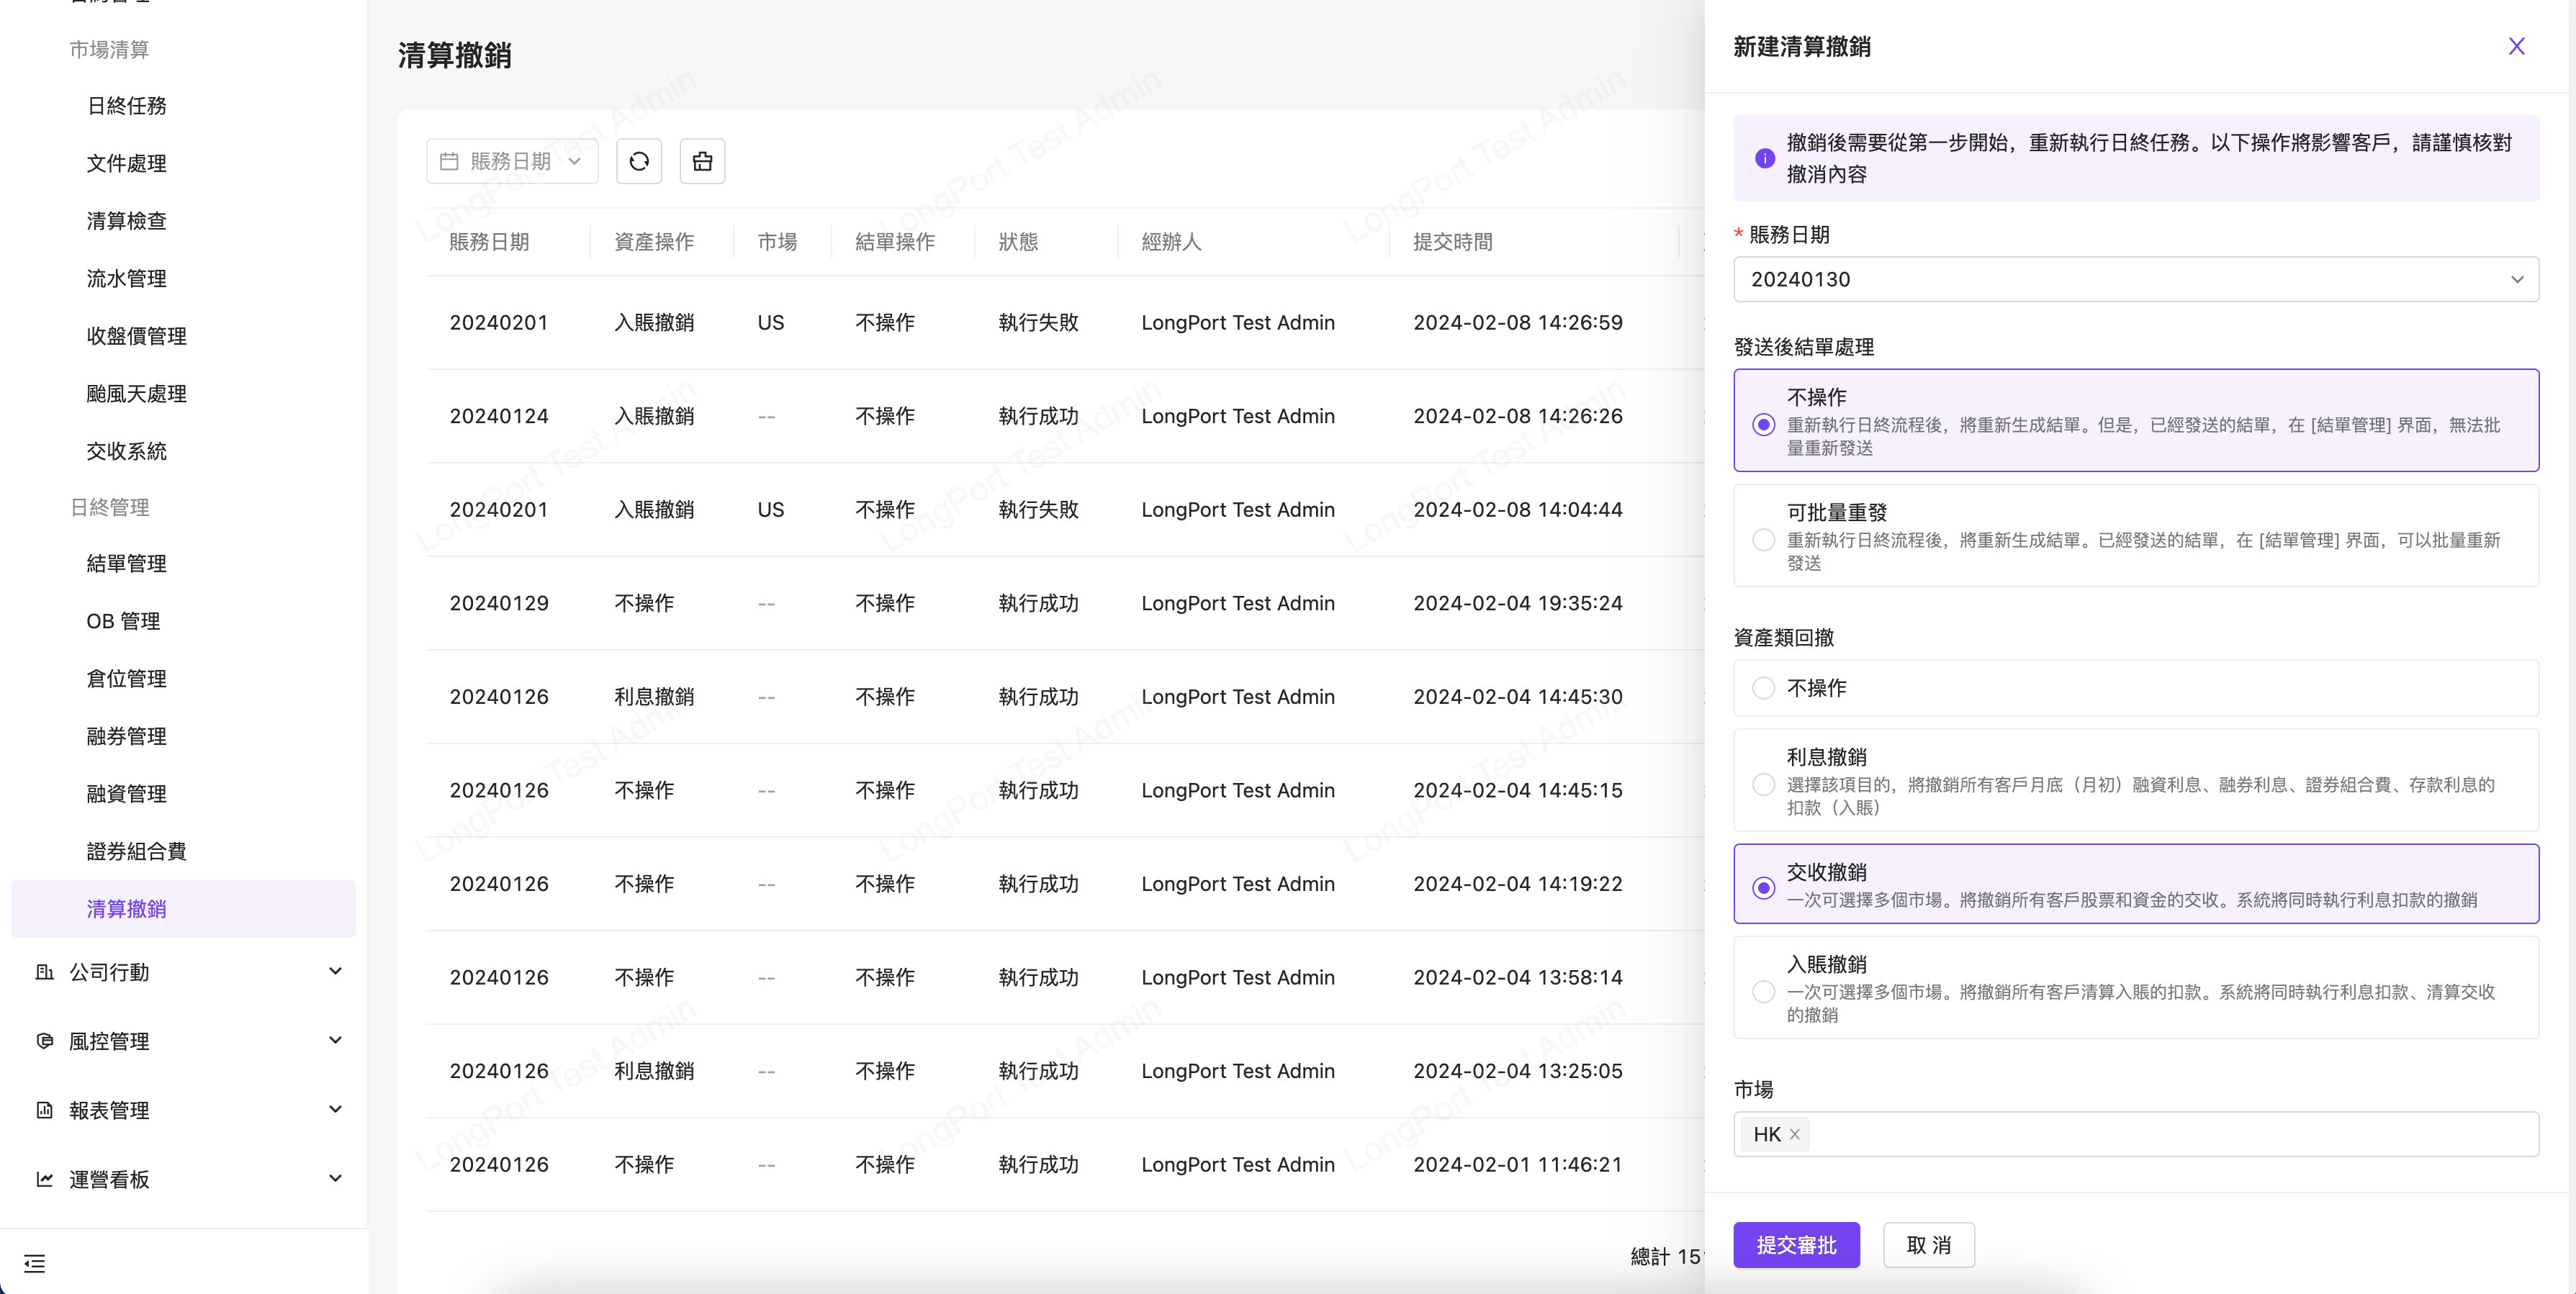 市場清算
日終任務
文件處理
清算檢查
流水管理
收盤價管理
颱風天處理
交收系統
日終管理
結單管理
OB 管理
倉位管理
融券管理
融資管理
證券組合費
清算撤銷
公司行動
風控管理
報表管理
運營看板
清算撤銷
賬務日期
賬務日期 資產操作 市場 結單操作 狀態 經辦人 提交時間
20240201 入賬撤銷 US 不操作 執行失敗 LongPort Test Admin 2024-02-08 14:26:59
20240124 入賬撤銷 -- 不操作 執行成功 LongPort Test Admin 2024-02-08 14:26:26
20240201 入賬撤銷 US 不操作 執行失敗 LongPort Test Admin 2024-02-08 14:04:44
20240129 不操作 -- 不操作 執行成功 LongPort Test Admin 2024-02-04 19:35:24
20240126 利息撤銷 -- 不操作 執行成功 LongPort Test Admin 2024-02-04 14:45:30
20240126 不操作 -- 不操作 執行成功 LongPort Test Admin 2024-02-04 14:45:15
20240126 不操作 -- 不操作 執行成功 LongPort Test Admin 2024-02-04 14:19:22
20240126 不操作 -- 不操作 執行成功 LongPort Test Admin 2024-02-04 13:58:14
20240126 利息撤銷 -- 不操作 執行成功 LongPort Test Admin 2024-02-04 13:25:05
20240126 不操作 -- 不操作 執行成功 LongPort Test Admin 2024-02-01 11:46:21
總計 15
新建清算撤銷
撤銷後需要從第一步開始，重新執行日終任務。以下操作將影響客戶，請謹慎核對
撤消內容
* 賬務日期
20240130
發送後結單處理
不操作
重新執行日終流程後，將重新生成結單。但是，已經發送的結單，在 [結單管理] 界面，無法批
量重新發送
可批量重發
重新執行日終流程後，將重新生成結單。已經發送的結單，在 [結單管理] 界面，可以批量重新
發送
資產類回撤
不操作
利息撤銷
選擇該項目的，將撤銷所有客戶月底（月初）融資利息、融券利息、證券組合費、存款利息的
扣款（入賬）
交收撤銷
一次可選擇多個市場。將撤銷所有客戶股票和資金的交收。系統將同時執行利息扣款的撤銷
入賬撤銷
一次可選擇多個市場。將撤銷所有客戶清算入賬的扣款。系統將同時執行利息扣款、清算交收
的撤銷
市場
HK
提交審批 取 消